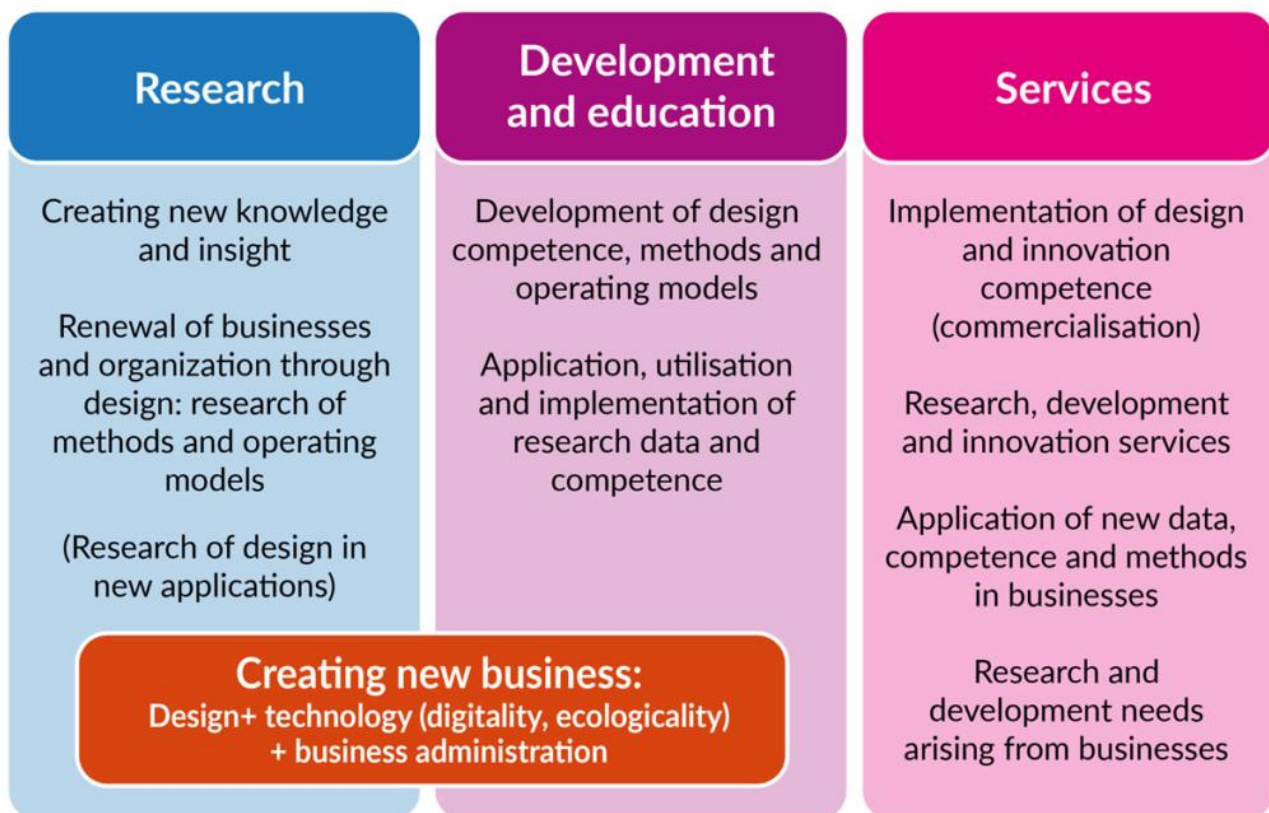 Research
Creating new knowledge
and insight
Renewal of businesses
and organization through
design: research of
methods and operating
models
(Research of design in
new applications)
Development
and education
Development of design
competence, methods and
operating models
Application, utilisation
and implementation of
research data and
competence
Creating new business:
Design+ technology (digitality, ecologicality)
+ business administration
Services
Implementation of design
and innovation
competence
(commercialisation)
Research, development
and innovation services
Application of new data,
competence and methods
in businesses
Research and
development needs
arising from businesses